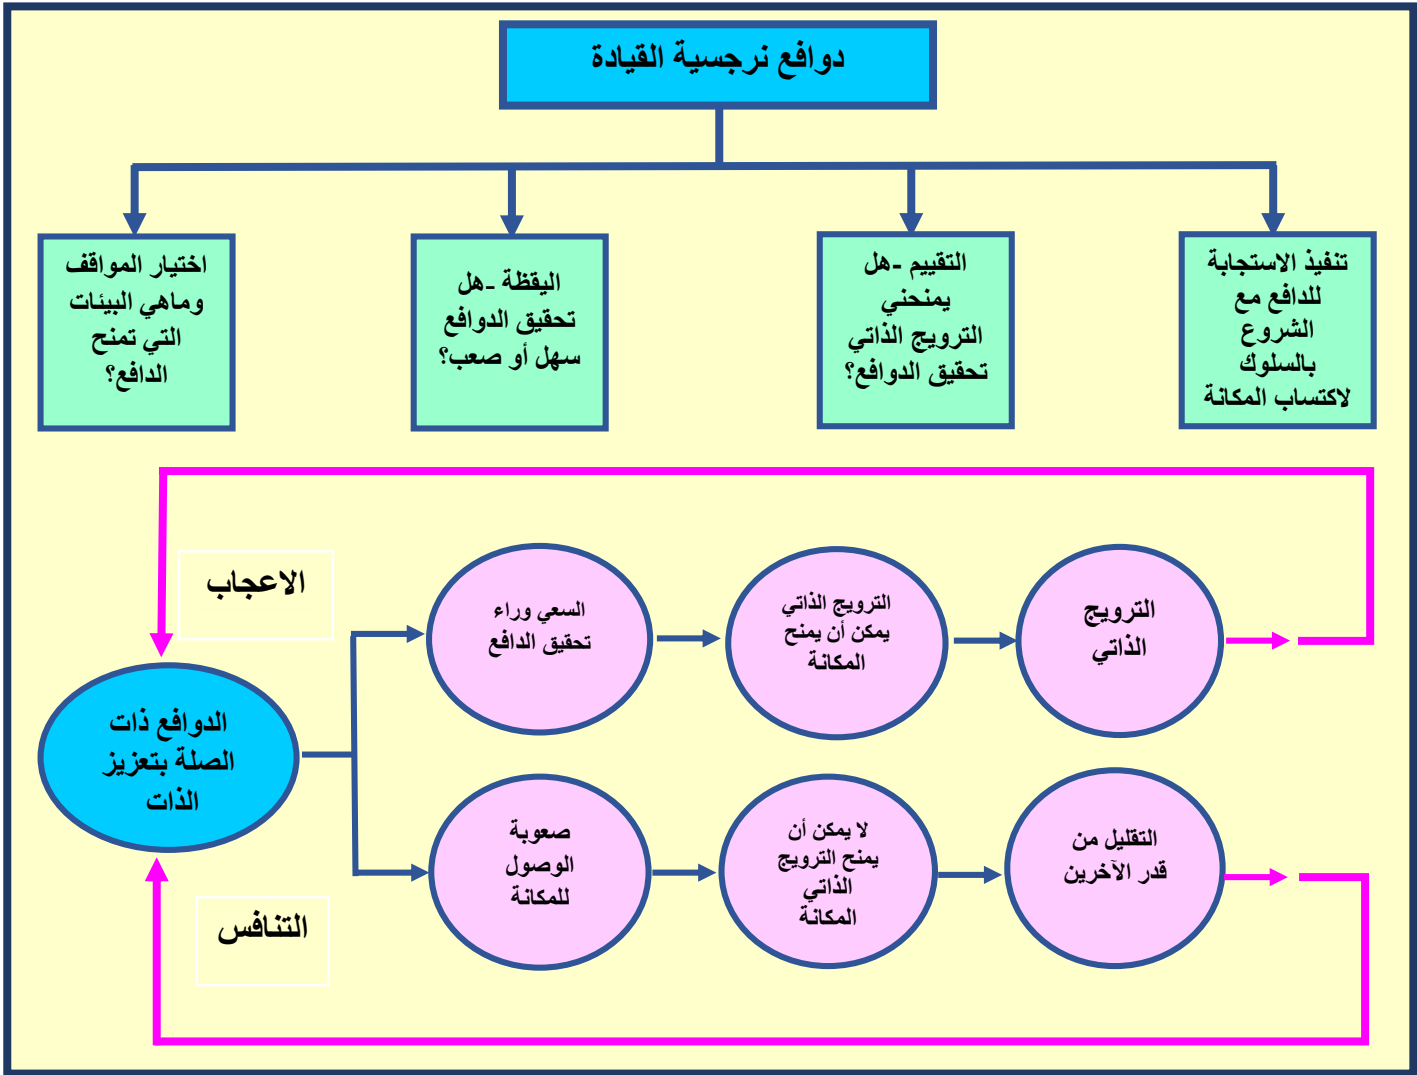 دوافع نرجسية القيادة
اختيار المواقف
وماهي البيئات
التي تمنح
الدافع؟
اليقظة -هل
تحقيق الدوافع
سهل أو صعب؟
التقييم -هل
يمنحني
الترويج الذاتي
تحقيق الدوافع؟
تنفيذ الاستجابة
للدافع مع
الشروع
بالسلوك
لاكتساب المكانة
الاعجاب
السعي وراء
تحقيق الدافع
الترويج الذاتي
يمكن أن يمنح
المكانة
الترويج
الذاتي
الدوافع ذات
الصلة بتعزيز
الذات
صعوبة
الوصول
للمكانة
لا يمكن أن
يمنح الترويج
الذاتي
المكانة
التقليل من
قدر الآخرين
التنافس